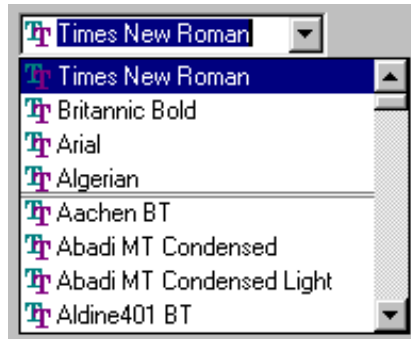 Times New Roman
Times New Roman
Britannic Bold
Arial
Algerian
Aachen BT
Abadi MT Condensed
Abadi MT Condensed Light
Aldine401 BT